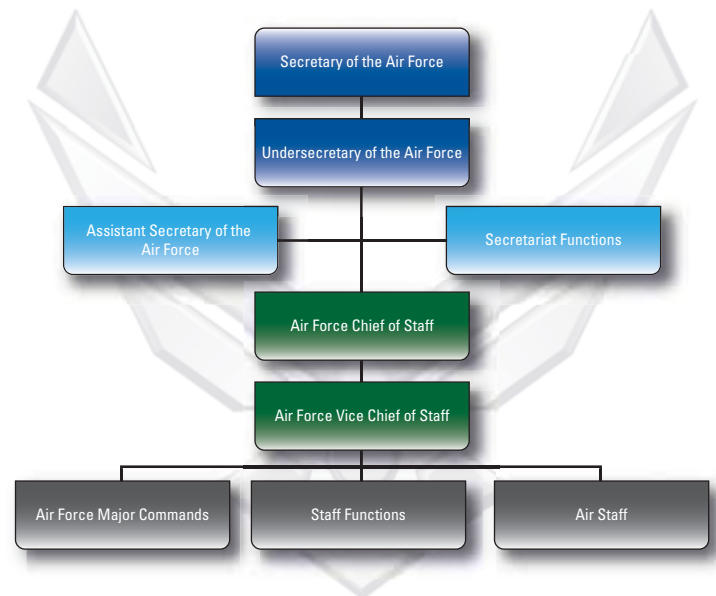 Secretary of the Air Force
Undersecretary of the Air Force
Assistant Secretary of the
Air Force
Secretariat Functions
Air Force Chief of Staff
Air Force Vice Chief of Staff
Air Force Major Commands
Staff Functions
Air Staff